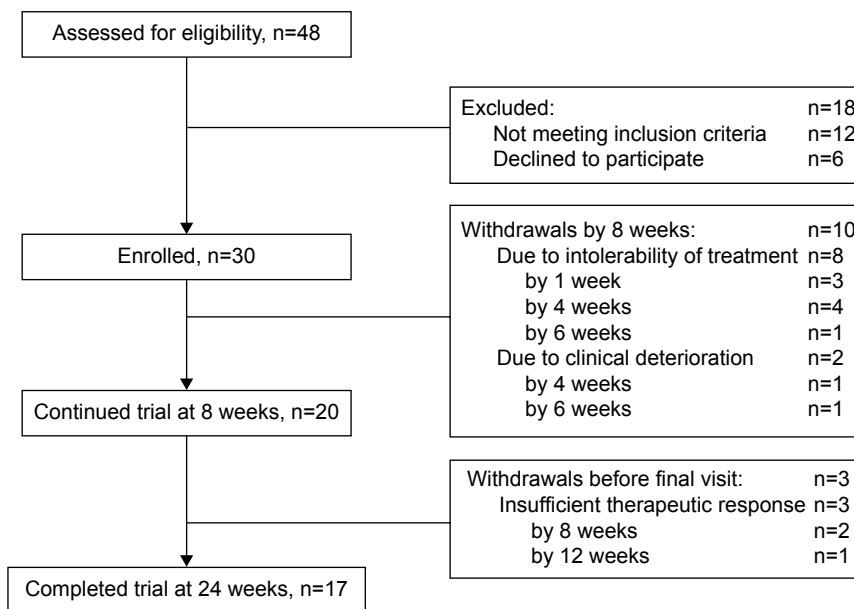 Assessed for eligibility, n=48
Excluded: n=18
Not meeting inclusion criteria n=12
Declined to participate n=6
Enrolled, n=30
Withdrawals by 8 weeks: n=10
Due to intolerability of treatment n=8
by 1 week n=3
by 4 weeks n=4
by 6 weeks n=1
Due to clinical deterioration n=2
by 4 weeks n=1
by 6 weeks n=1
Continued trial at 8 weeks, n=20
Withdrawals before final visit: n=3
Insufficient therapeutic response n=3
by 8 weeks n=2
by 12 weeks n=1
Completed trial at 24 weeks, n=17